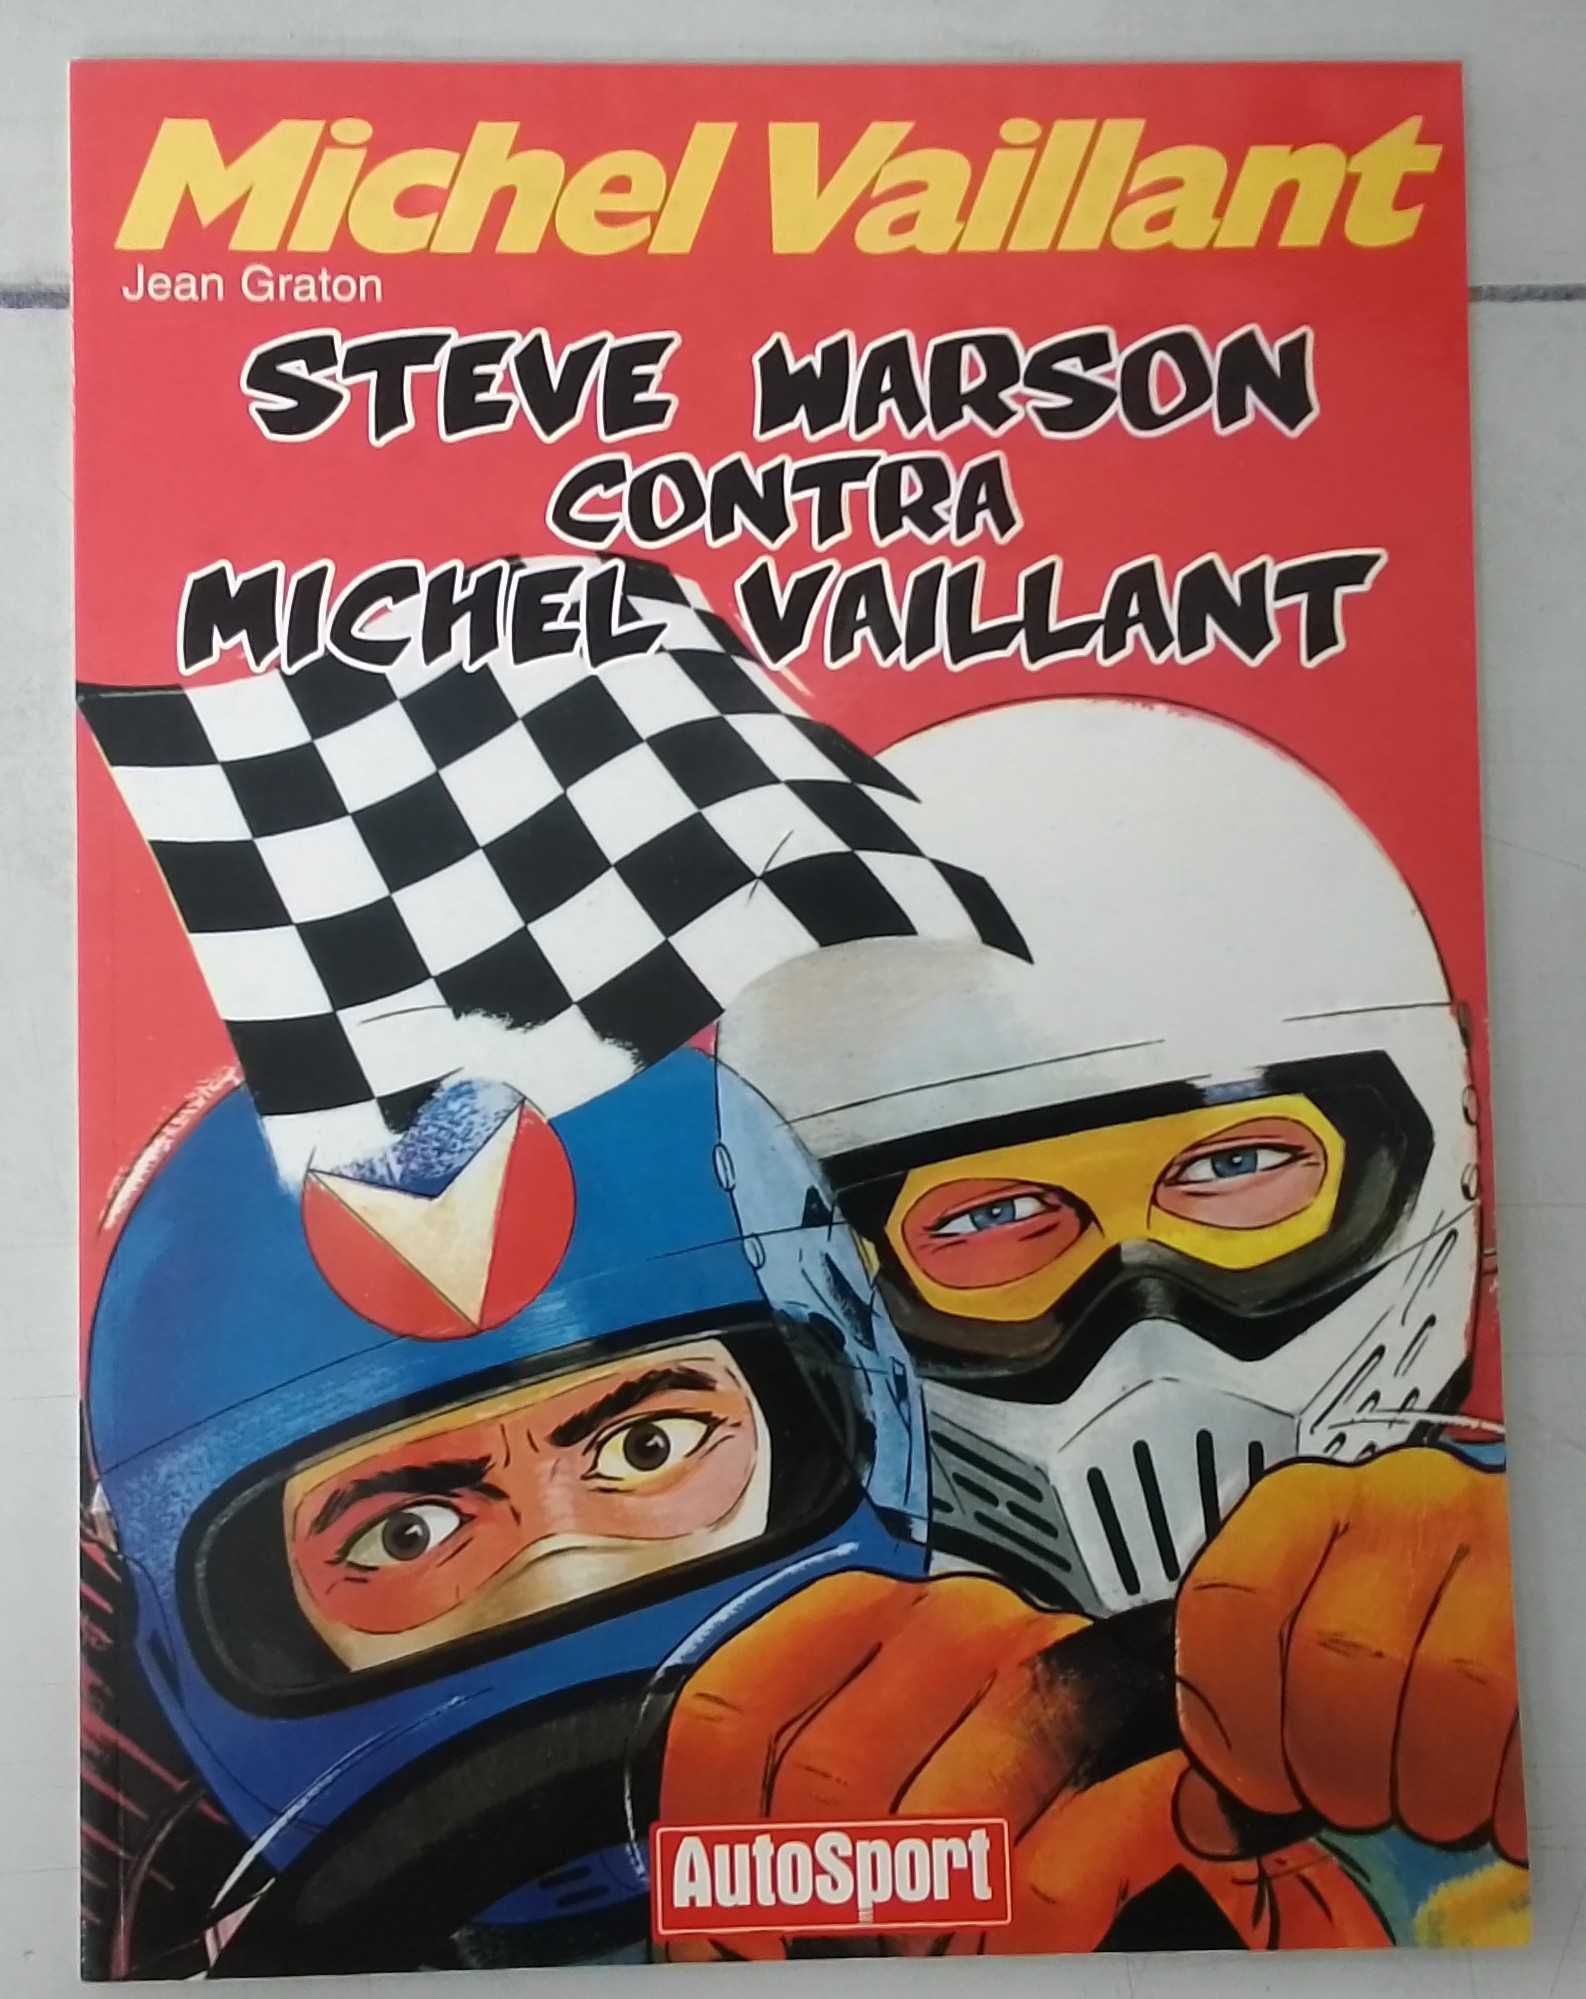 Michel Vaillant
Jean Graton
STEVE WARSON
CONTRA
MICHEL VAILLANT
AutoSport